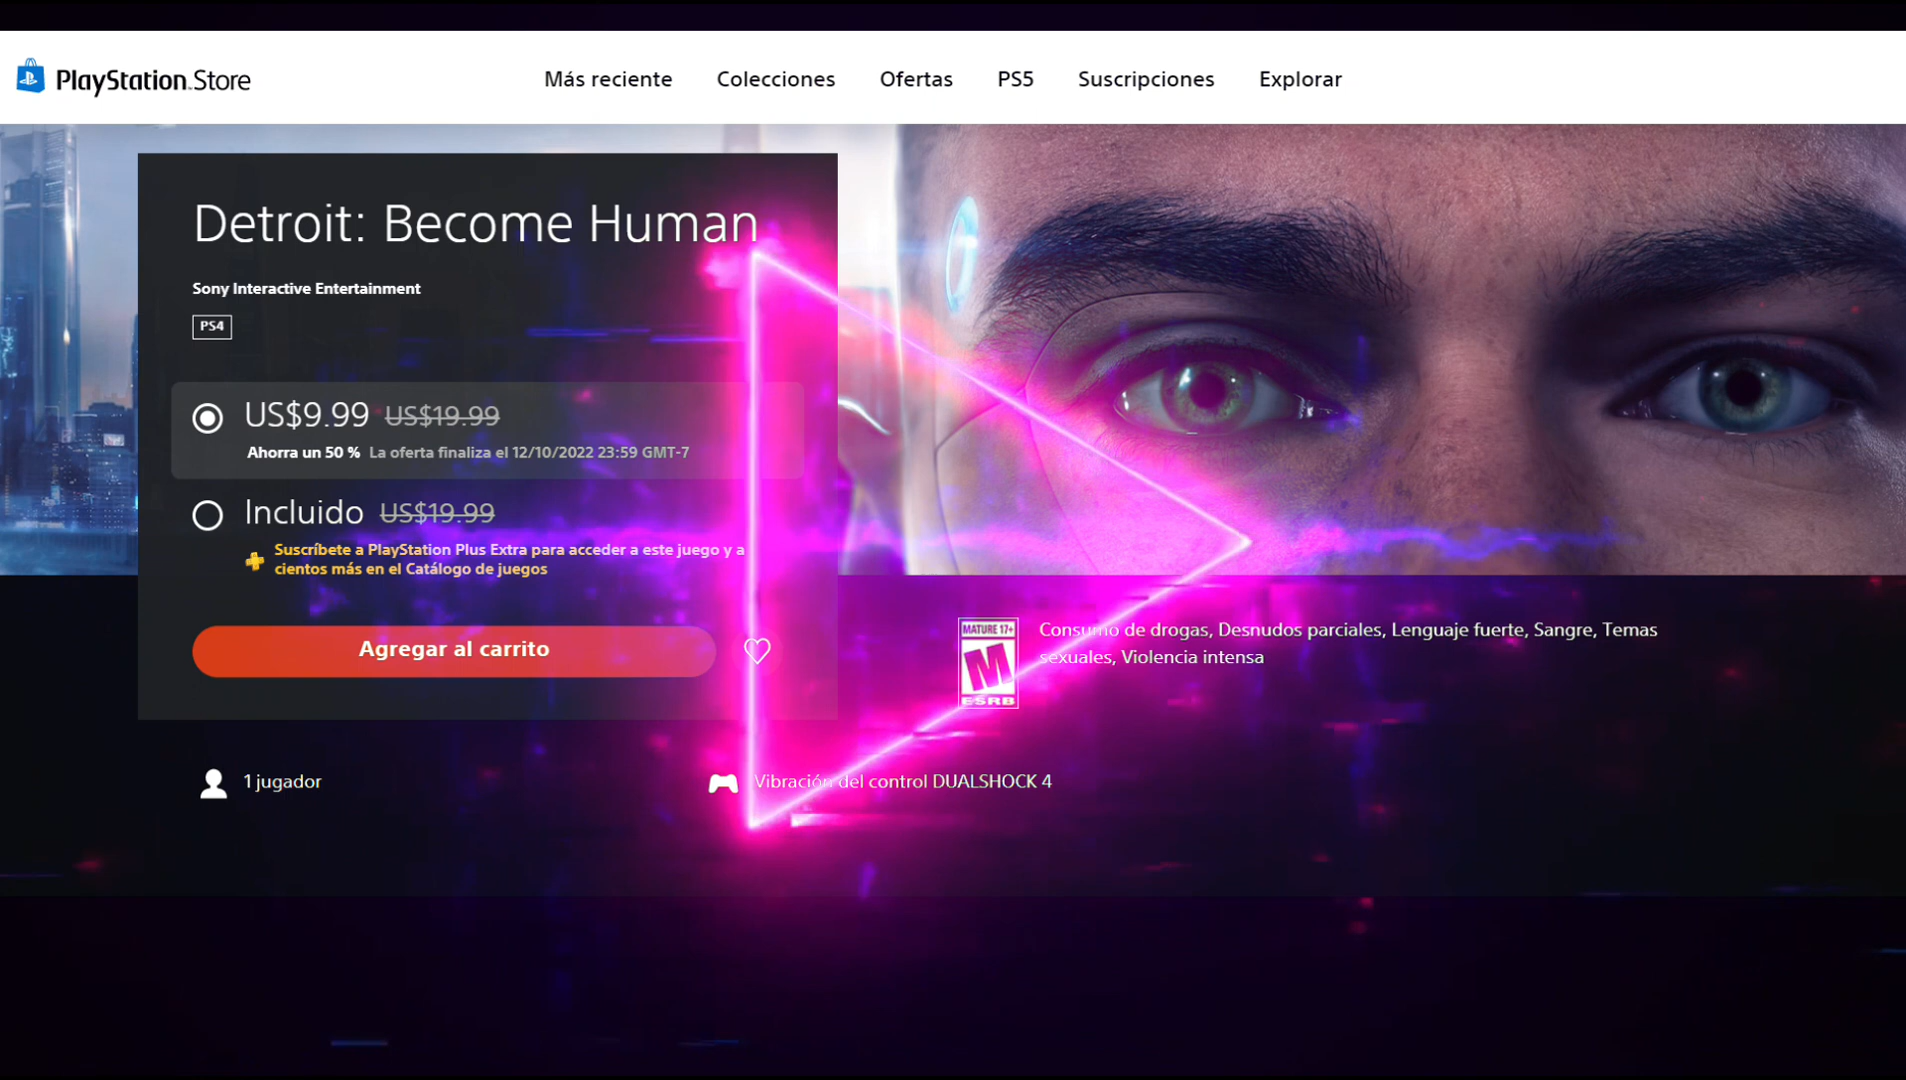 PlayStation Store
Más reciente
Colecciones
Ofertas
PS5
Suscripciones
Explorar
Detroit: Become Human
Sony Interactive Entertainment
PS4
US$9.99 US$19.99
Ahorra un 50 % La oferta finaliza el 12/10/2022 23:59 GMT-7
Incluido US$19.99
Suscríbete a PlayStation Plus Extra para acceder a este juego y a
cientos más en el Catálogo de juegos
Agregar al carrito
MATURE 17+
M
ESRB
Consumo de drogas, Desnudos parciales, Lenguaje fuerte, Sangre, Temas
sexuales, Violencia intensa
1 jugador
Vibración del control DUALSHOCK 4